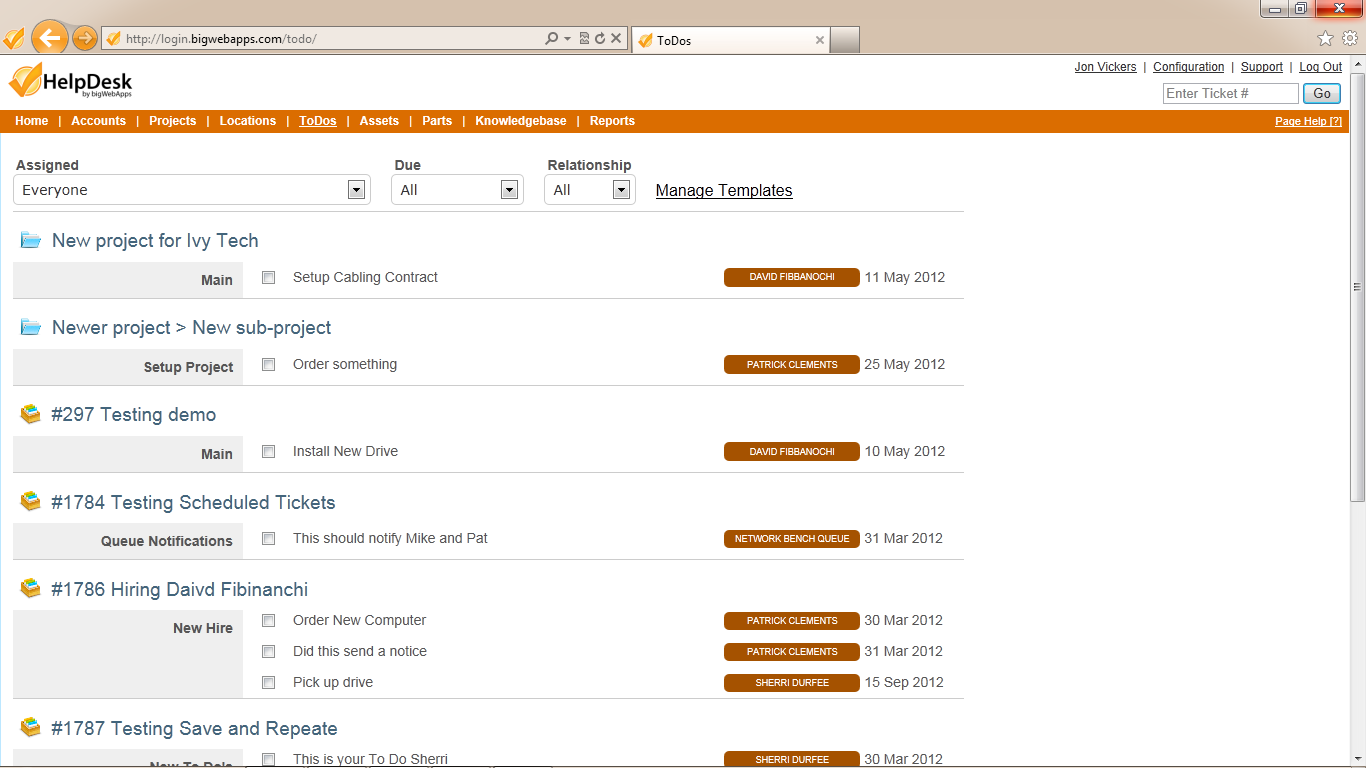 http://login.bigwebapps.com/todo/
ToDos
HelpDesk
by bigWebApps
Jon Vickers | Configuration | Support | Log Out
Enter Ticket # Go
Home | Accounts | Projects | Locations | ToDos | Assets | Parts | Knowledgebase | Reports Page Help [?]
Assigned Due Relationship
Everyone All All Manage Templates
New project for Ivy Tech
Main Setup Cabling Contract DAVID FIBBANOCHI 11 May 2012
Newer project > New sub-project
Setup Project Order something PATRICK CLEMENTS 25 May 2012
#297 Testing demo
Main Install New Drive DAVID FIBBANOCHI 10 May 2012
#1784 Testing Scheduled Tickets
Queue Notifications This should notify Mike and Pat NETWORK BENCH QUEUE 31 Mar 2012
#1786 Hiring Daivd Fibinanchi
New Hire Order New Computer PATRICK CLEMENTS 30 Mar 2012
Did this send a notice PATRICK CLEMENTS 31 Mar 2012
Pick up drive SHERRI DURFEE 15 Sep 2012
#1787 Testing Save and Repeate
New To Do's This is your To Do Sherri SHERRI DURFEE 30 Mar 2012